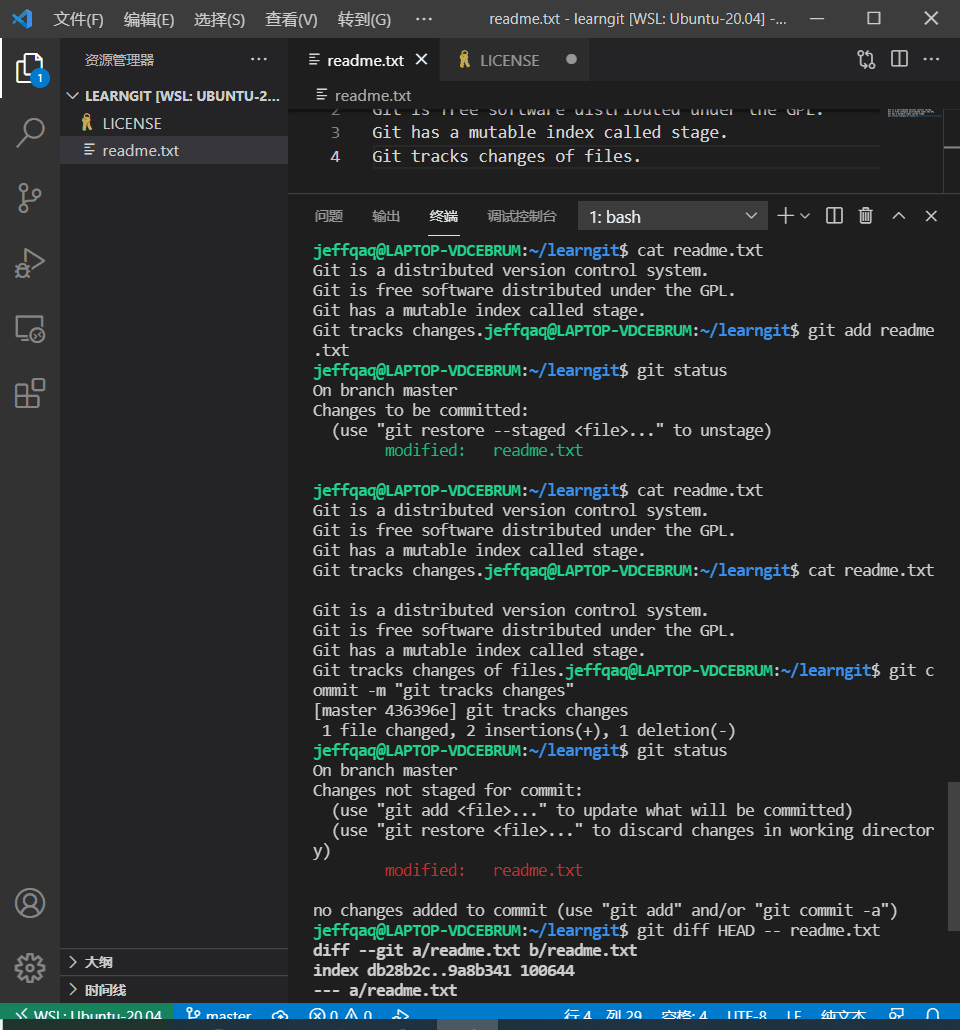 文件(F) 编辑(E) 选择(S) 查看(V) 转到(G) ··· readme.txt - learngit [WSL: Ubuntu-20.04] -...
资源管理器 ···
1
LEARNGIT [WSL: UBUNTU-2...
LICENSE
readme.txt
readme.txt LICENSE ···
readme.txt
2 Git is free software distributed under the GPL.
3 Git has a mutable index called stage.
4 Git tracks changes of files.
问题 输出 终端 调试控制台 1: bash
jeffqaq@LAPTOP-VDCEBRUM:~/learngit$ cat readme.txt
Git is a distributed version control system.
Git is free software distributed under the GPL.
Git has a mutable index called stage.
Git tracks changes.jeffqaq@LAPTOP-VDCEBRUM:~/learngit$ git add readme
.txt
jeffqaq@LAPTOP-VDCEBRUM:~/learngit$ git status
On branch master
Changes to be committed:
  (use "git restore --staged <file>..." to unstage)
        modified:   readme.txt
jeffqaq@LAPTOP-VDCEBRUM:~/learngit$ cat readme.txt
Git is a distributed version control system.
Git is free software distributed under the GPL.
Git has a mutable index called stage.
Git tracks changes.jeffqaq@LAPTOP-VDCEBRUM:~/learngit$ cat readme.txt
Git is a distributed version control system.
Git is free software distributed under the GPL.
Git has a mutable index called stage.
Git tracks changes of files.jeffqaq@LAPTOP-VDCEBRUM:~/learngit$ git c
ommit -m "git tracks changes"
[master 436396e] git tracks changes
 1 file changed, 2 insertions(+), 1 deletion(-)
jeffqaq@LAPTOP-VDCEBRUM:~/learngit$ git status
On branch master
Changes not staged for commit:
  (use "git add <file>..." to update what will be committed)
  (use "git restore <file>..." to discard changes in working director
y)
        modified:   readme.txt
no changes added to commit (use "git add" and/or "git commit -a")
jeffqaq@LAPTOP-VDCEBRUM:~/learngit$ git diff HEAD -- readme.txt
diff --git a/readme.txt b/readme.txt
index db28b2c..9a8b341 100644
--- a/readme.txt
大纲
时间线
WSL: Ubuntu-20.04 master 0 0 行 4, 列 29 空格: 4 UTF-8 LF 纯文本